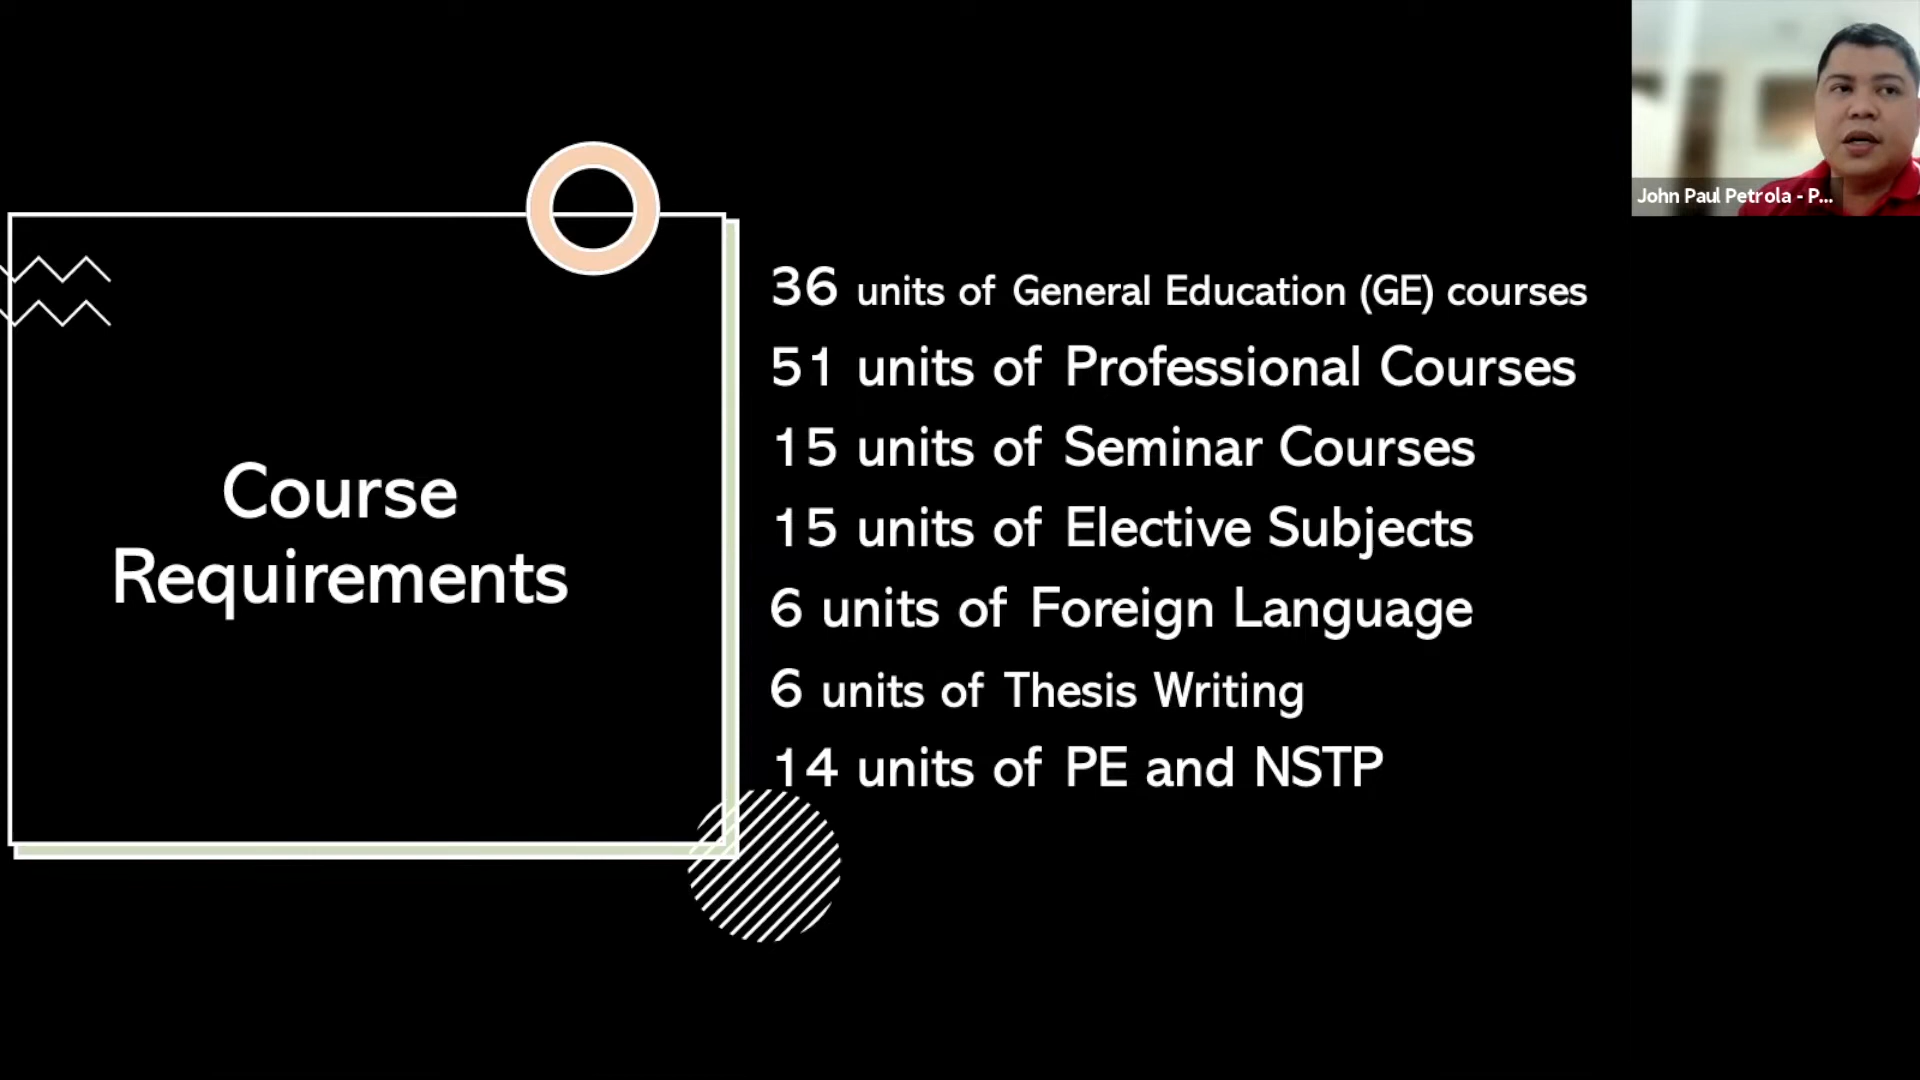 John Paul Petrola - P...
Course
Requirements
36 units of General Education (GE) courses
51 units of Professional Courses
15 units of Seminar Courses
15 units of Elective Subjects
6 units of Foreign Language
6 units of Thesis Writing
14 units of PE and NSTP